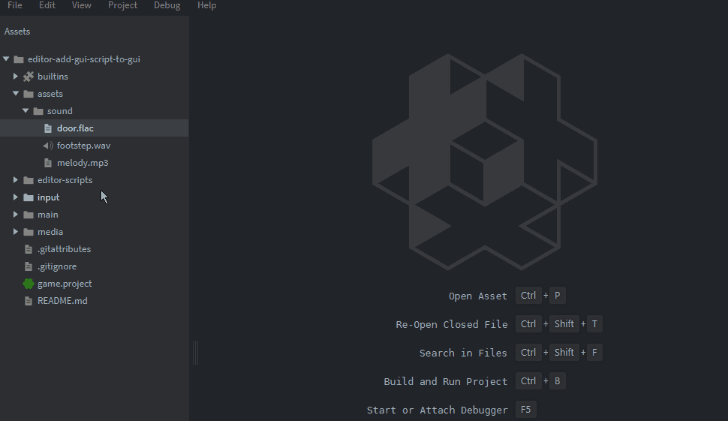 File Edit View Project Debug Help
Assets
editor-add-gui-script-to-gui
builtins
assets
sound
door.flac
footstep.wav
melody.mp3
editor-scripts
input
main
media
.gitattributes
.gitignore
game.project
README.md
Open Asset Ctrl + P
Re-Open Closed File Ctrl + Shift + T
Search in Files Ctrl + Shift + F
Build and Run Project Ctrl + B
Start or Attach Debugger F5